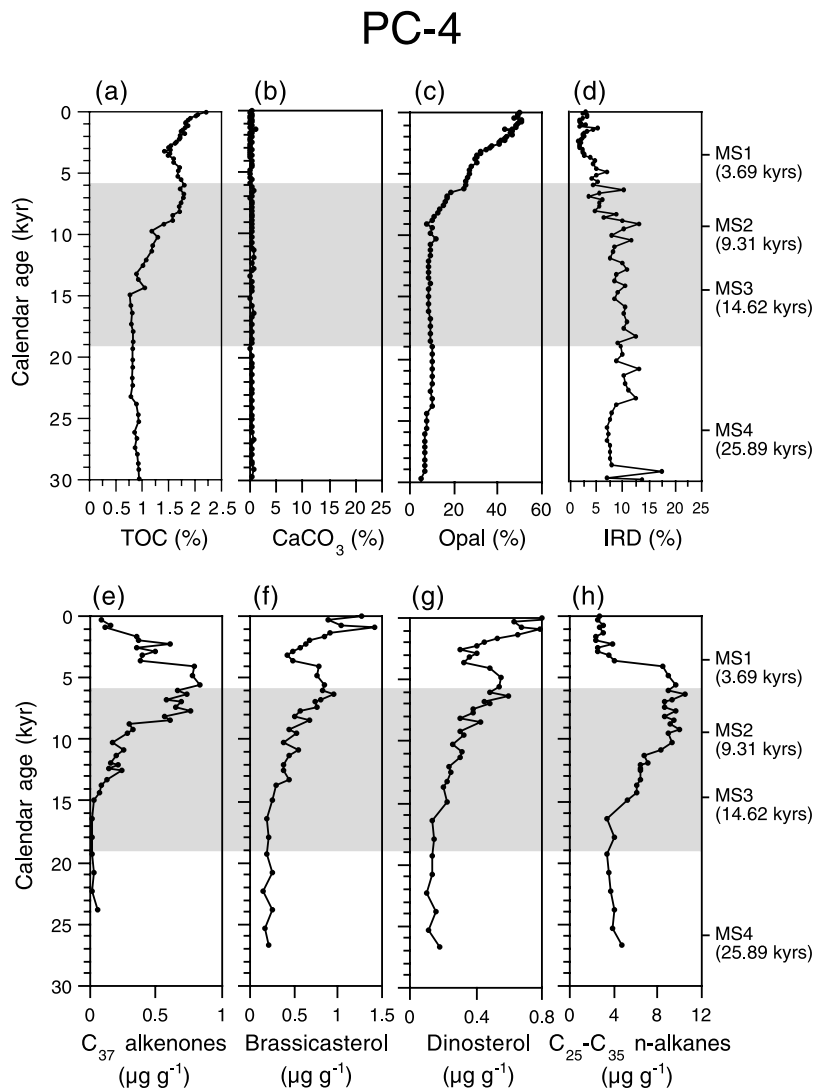 PC-4
(a) (b) (c) (d)
0
5
10
15
20
25
30
Calendar age (kyr)
MS1
(3.69 kyrs)
MS2
(9.31 kyrs)
MS3
(14.62 kyrs)
MS4
(25.89 kyrs)
0 0.5 1 1.5 2 2.5 0 5 10 15 20 25 0 20 40 60 0 5 10 15 20 25
TOC (%) CaCO₃ (%) Opal (%) IRD (%)
(e) (f) (g) (h)
0
5
10
15
20
25
30
Calendar age (kyr)
MS1
(3.69 kyrs)
MS2
(9.31 kyrs)
MS3
(14.62 kyrs)
MS4
(25.89 kyrs)
0 0.5 1 0 0.5 1 1.5 0 0.4 0.8 0 4 8 12
C₃₇ alkenones Brassicasterol Dinosterol C₂₅-C₃₅ n-alkanes
(µg g⁻¹) (µg g⁻¹) (µg g⁻¹) (µg g⁻¹)